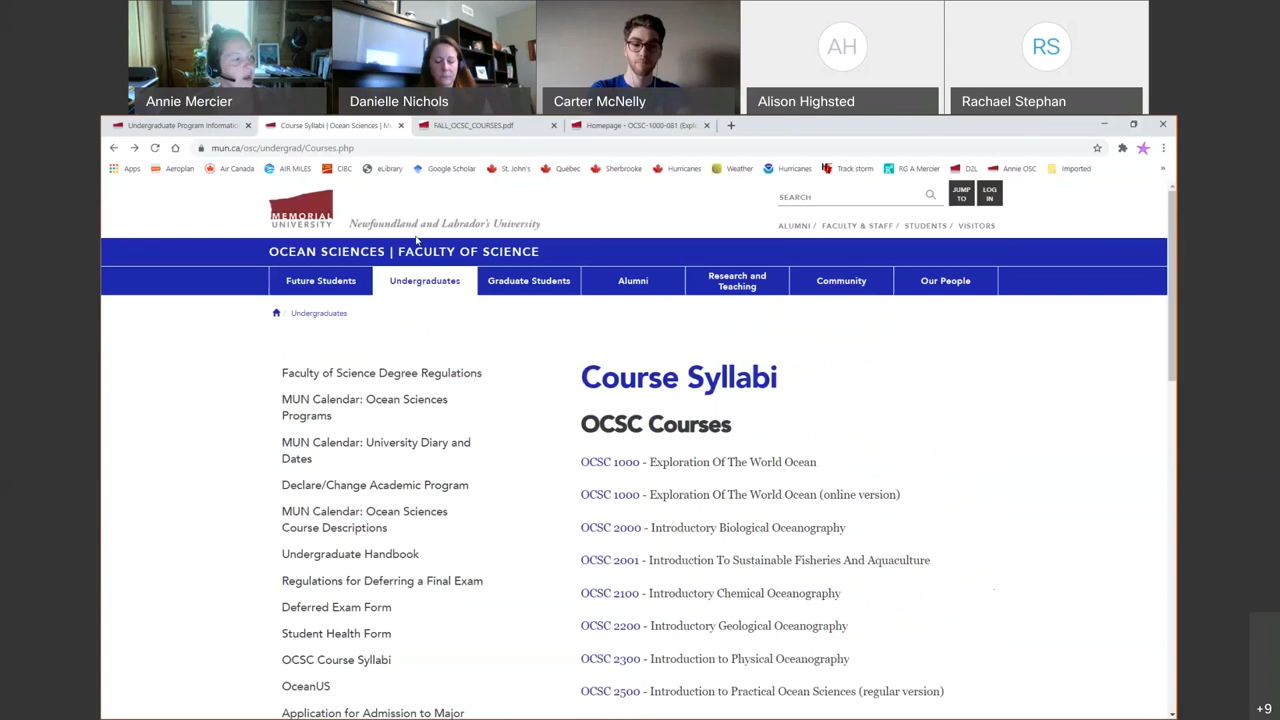 AH
RS
Annie Mercier
Danielle Nichols
Carter McNelly
Alison Highsted
Rachael Stephan
Undergraduate Program Informati
Course Syllabi | Ocean Sciences | M
FALL_OCSC_COURSES.pdf
Homepage - OCSC-1000-081 (Expl
mun.ca/osc/undergrad/Courses.php
Apps
Aeroplan
Air Canada
AIR MILES
CIBC
eLibrary
Google Scholar
St. John's
Québec
Sherbrooke
Hurricanes
Weather
Hurricanes
Track storm
RG A Mercier
D2L
Annie OSC
Imported
MEMORIAL
UNIVERSITY
Newfoundland and Labrador's University
SEARCH
JUMP
TO
LOG
IN
ALUMNI / FACULTY & STAFF / STUDENTS / VISITORS
OCEAN SCIENCES | FACULTY OF SCIENCE
Future Students
Undergraduates
Graduate Students
Alumni
Research and
Teaching
Community
Our People
/ Undergraduates
Faculty of Science Degree Regulations
MUN Calendar: Ocean Sciences
Programs
MUN Calendar: University Diary and
Dates
Declare/Change Academic Program
MUN Calendar: Ocean Sciences
Course Descriptions
Undergraduate Handbook
Regulations for Deferring a Final Exam
Deferred Exam Form
Student Health Form
OCSC Course Syllabi
OceanUS
Application for Admission to Major
Course Syllabi
OCSC Courses
OCSC 1000 - Exploration Of The World Ocean
OCSC 1000 - Exploration Of The World Ocean (online version)
OCSC 2000 - Introductory Biological Oceanography
OCSC 2001 - Introduction To Sustainable Fisheries And Aquaculture
OCSC 2100 - Introductory Chemical Oceanography
OCSC 2200 - Introductory Geological Oceanography
OCSC 2300 - Introduction to Physical Oceanography
OCSC 2500 - Introduction to Practical Ocean Sciences (regular version)
+9